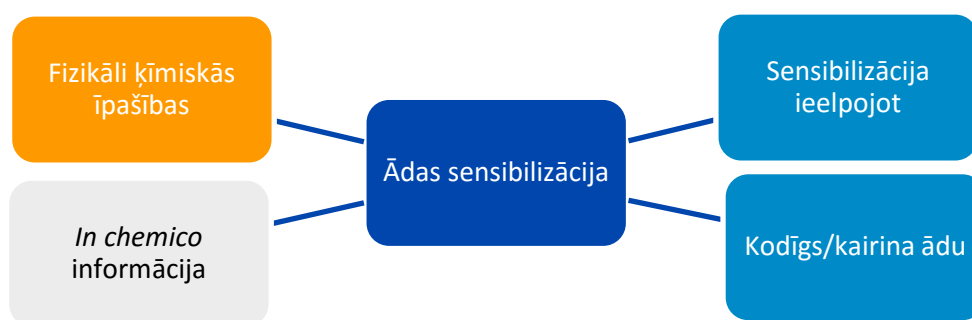 Fizikāli ķīmiskās
īpašības
In chemico
informācija
Ādas sensibilizācija
Sensibilizācija
ieelpojot
Kodīgs/kairina ādu